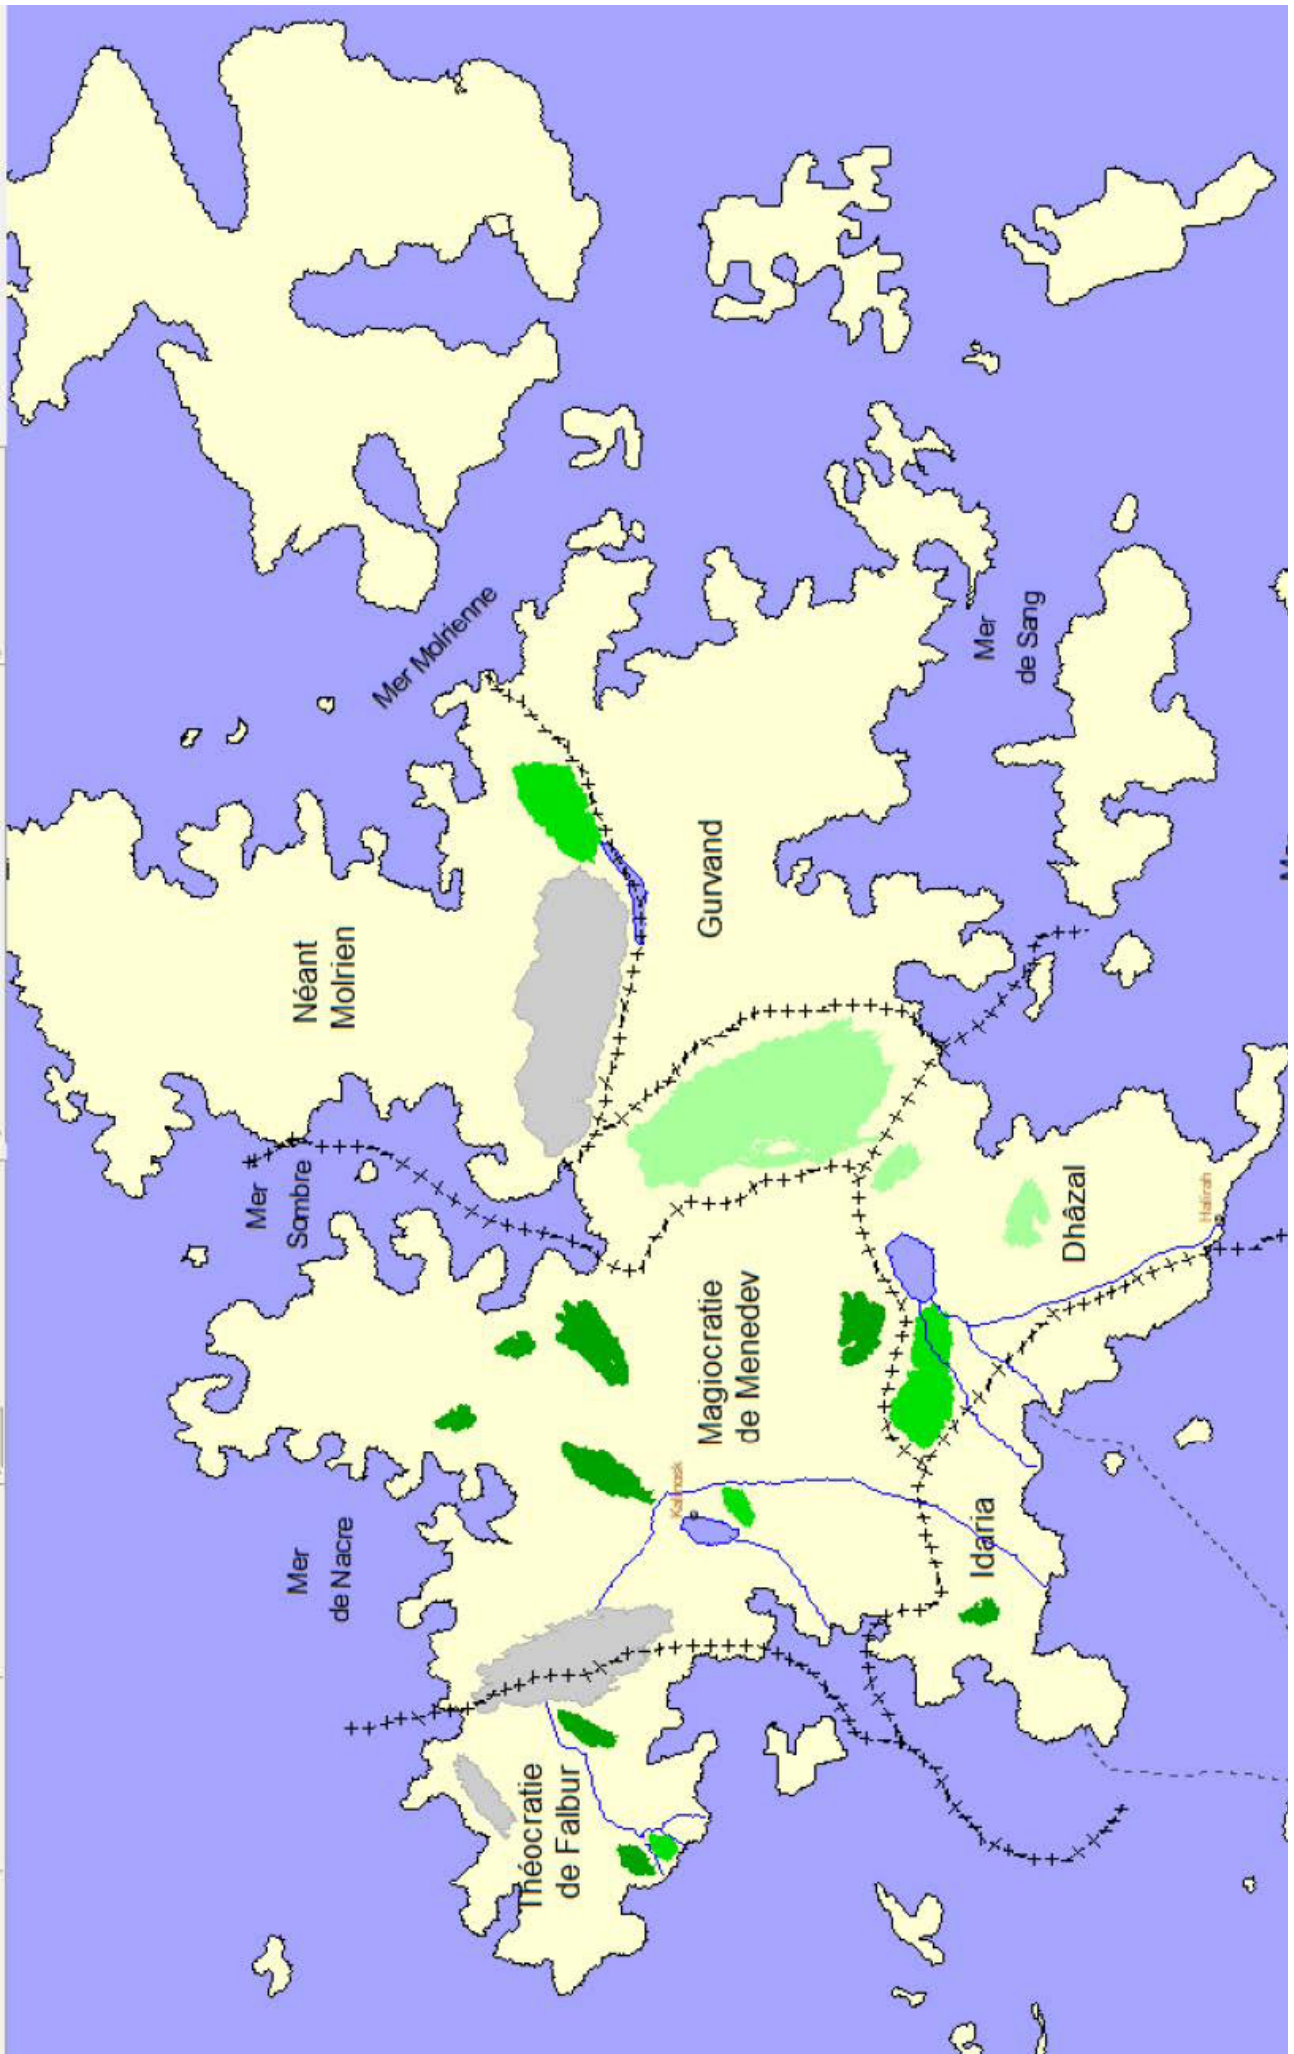 Mer Molrienne
Néant
Molrien
Mer
Sombre
Mer
de Nacre
Théocratie
de Falbur
Magiocratie
de Menedev
Gurvand
Mer
de Sang
Dhâzal
Halirah
Idaria